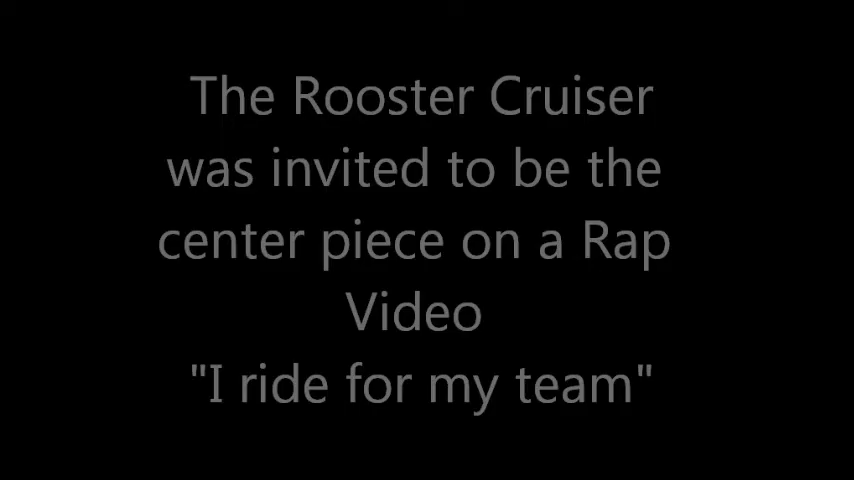 The Rooster Cruiser
was invited to be the
center piece on a Rap
Video
"I ride for my team"